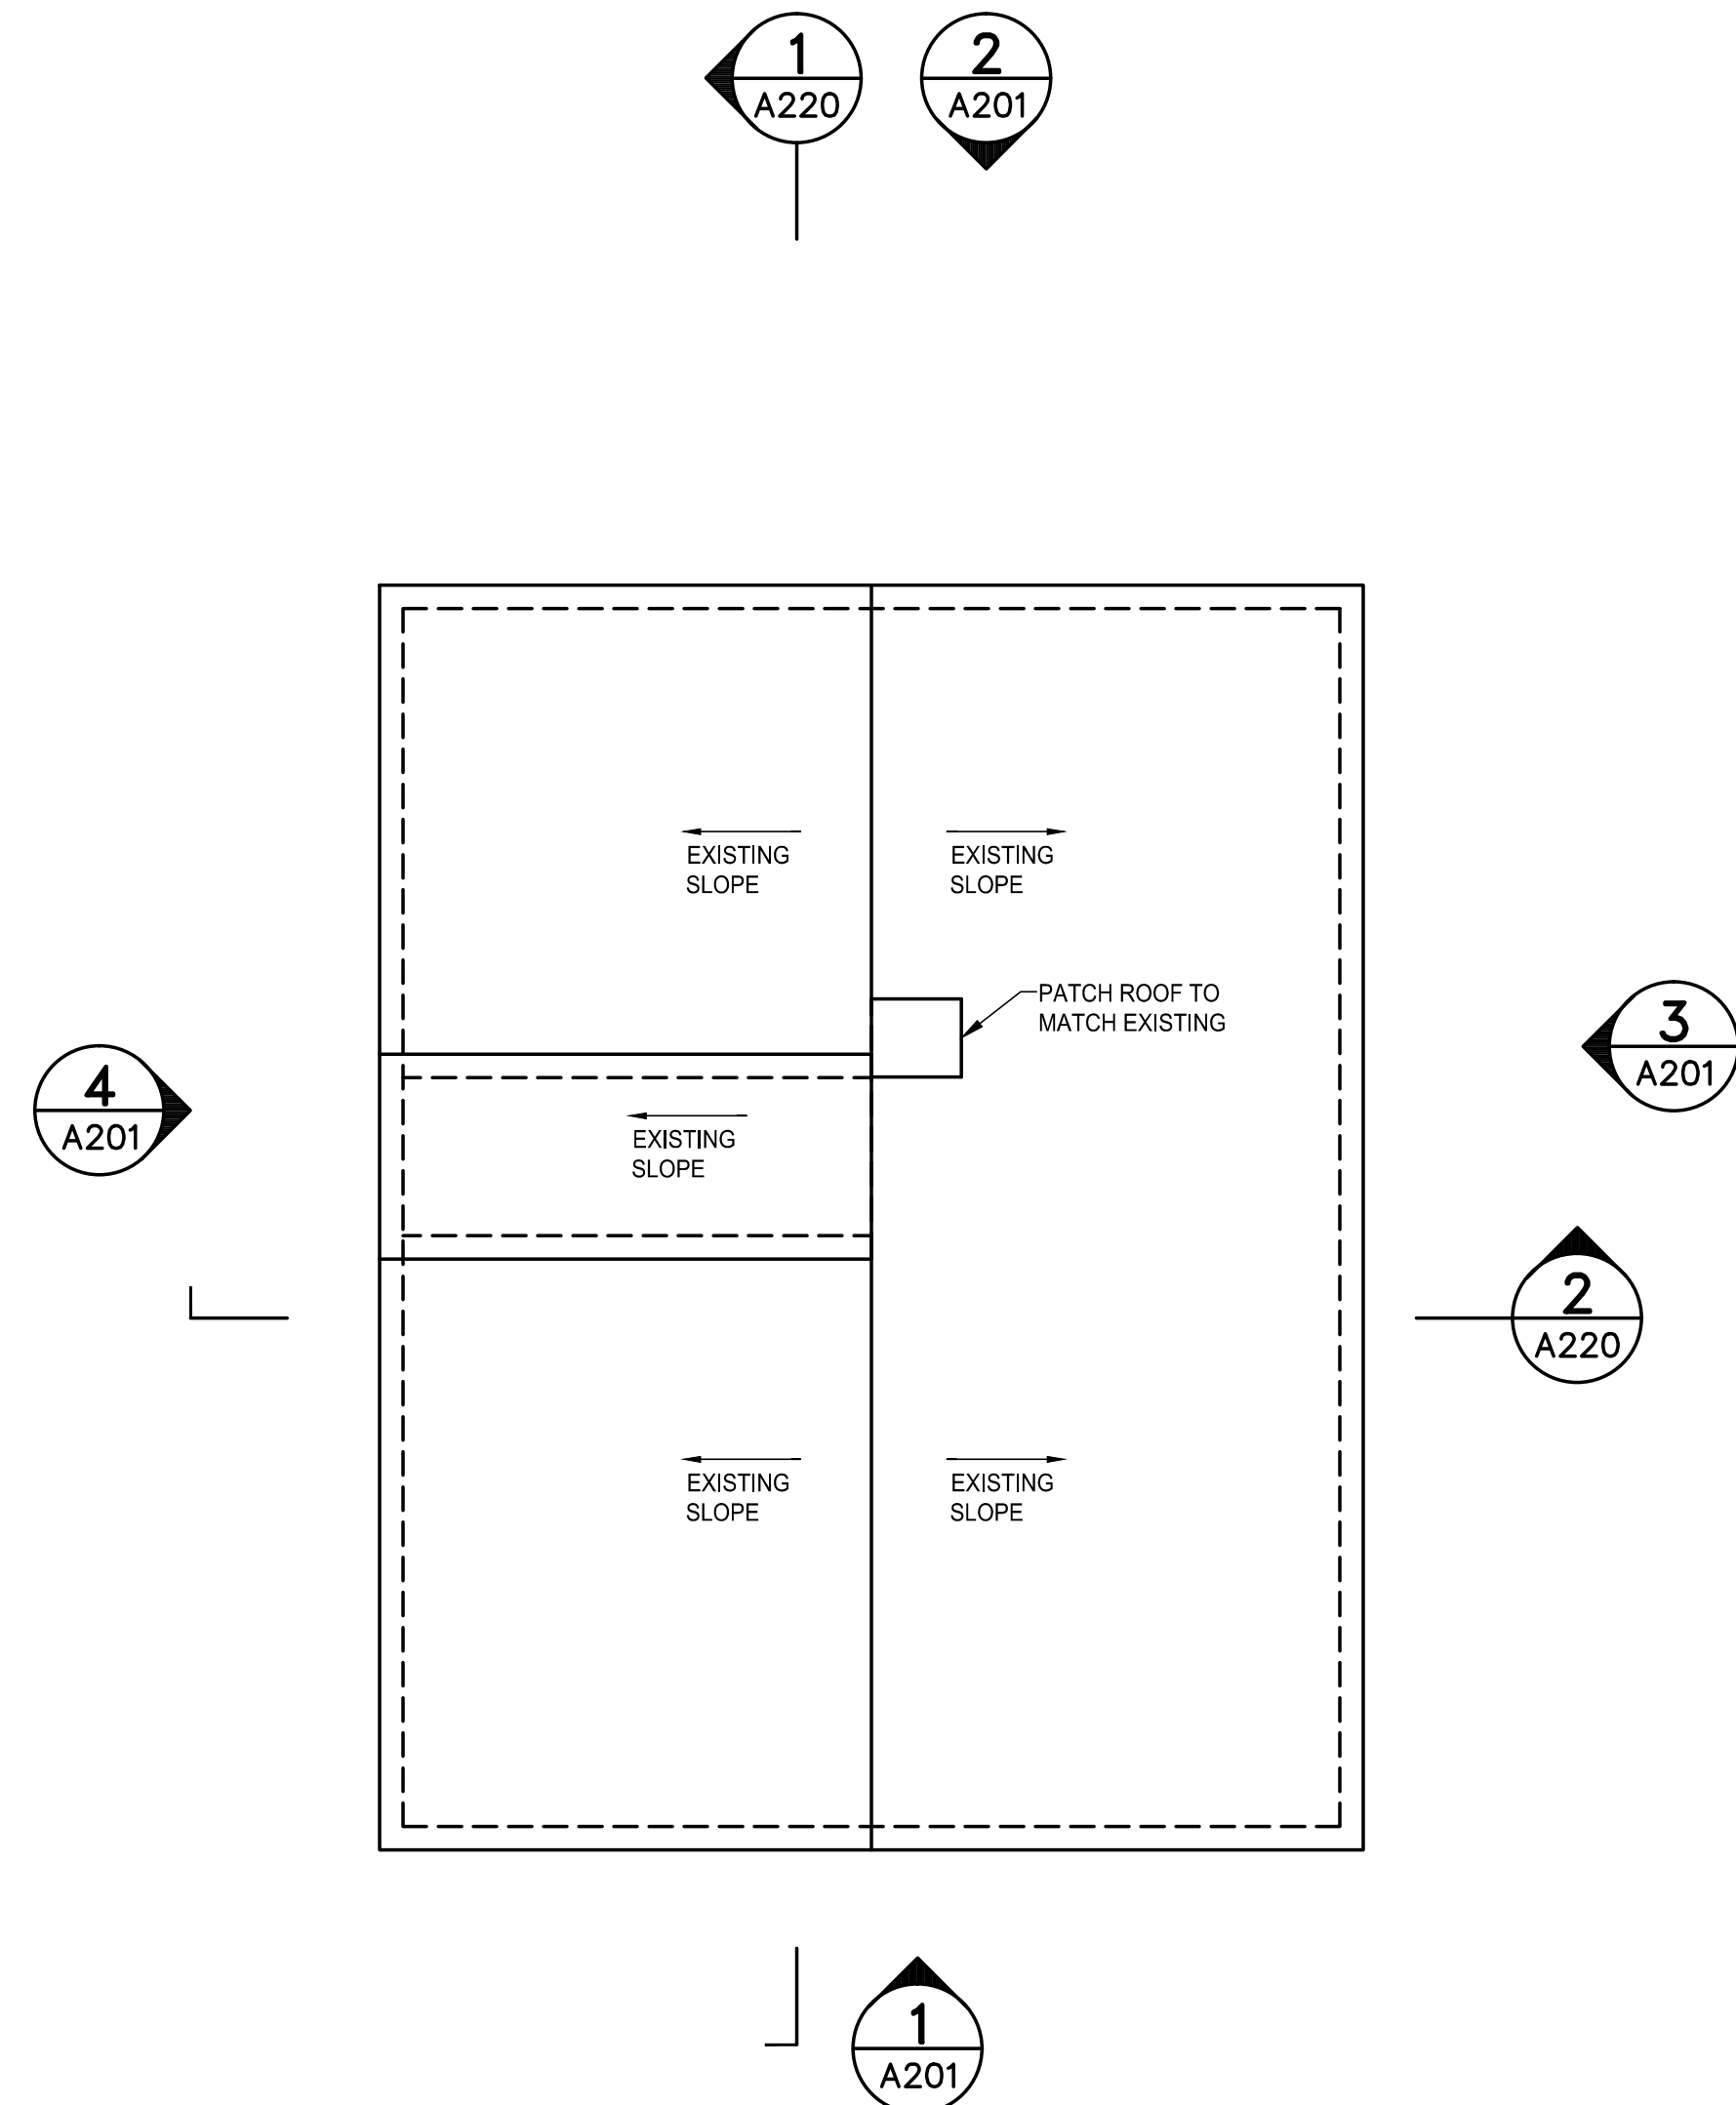 1
A220
2
A201
EXISTING
SLOPE
EXISTING
SLOPE
PATCH ROOF TO
MATCH EXISTING
3
A201
4
A201
EXISTING
SLOPE
2
A220
EXISTING
SLOPE
EXISTING
SLOPE
1
A201